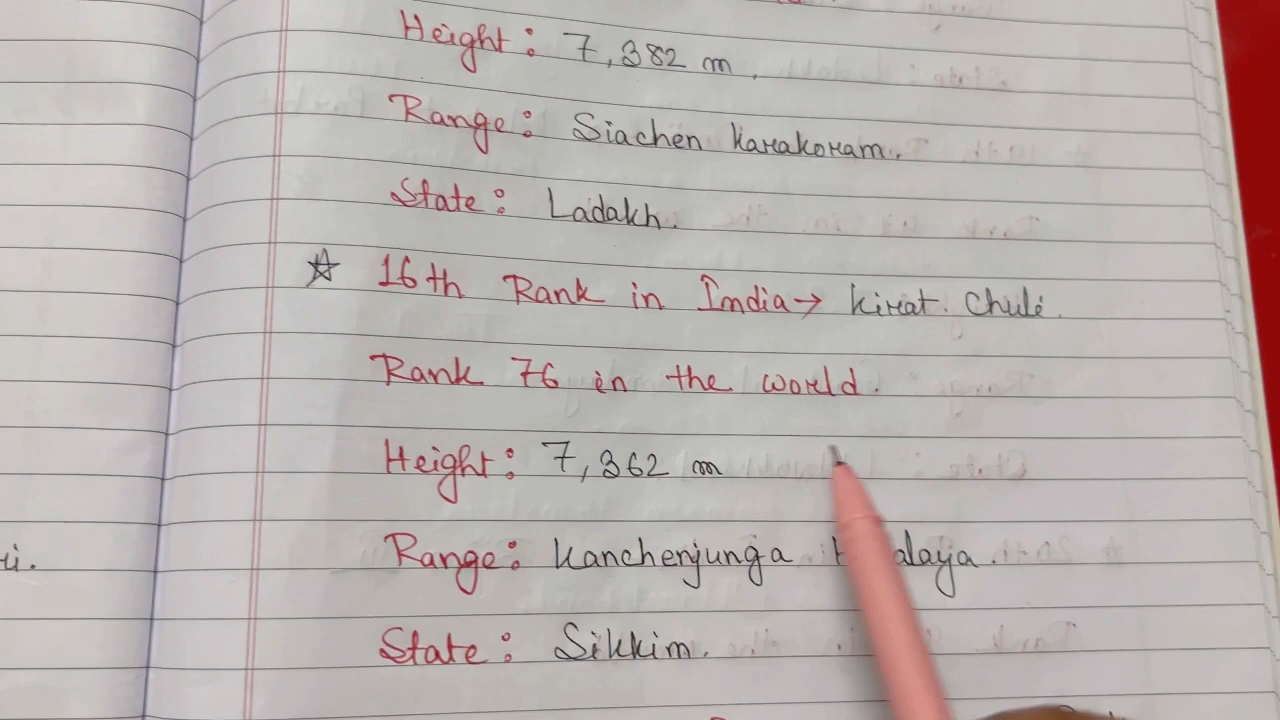 Height: 7,382 m.
Range: Siachen Karakoram.
State: Ladakh.
☆ 16th Rank in India → Kirat Chuli
Rank 76 in the world.
Height: 7,362 m
Range: Kanchenjunga
State: Sikkim.